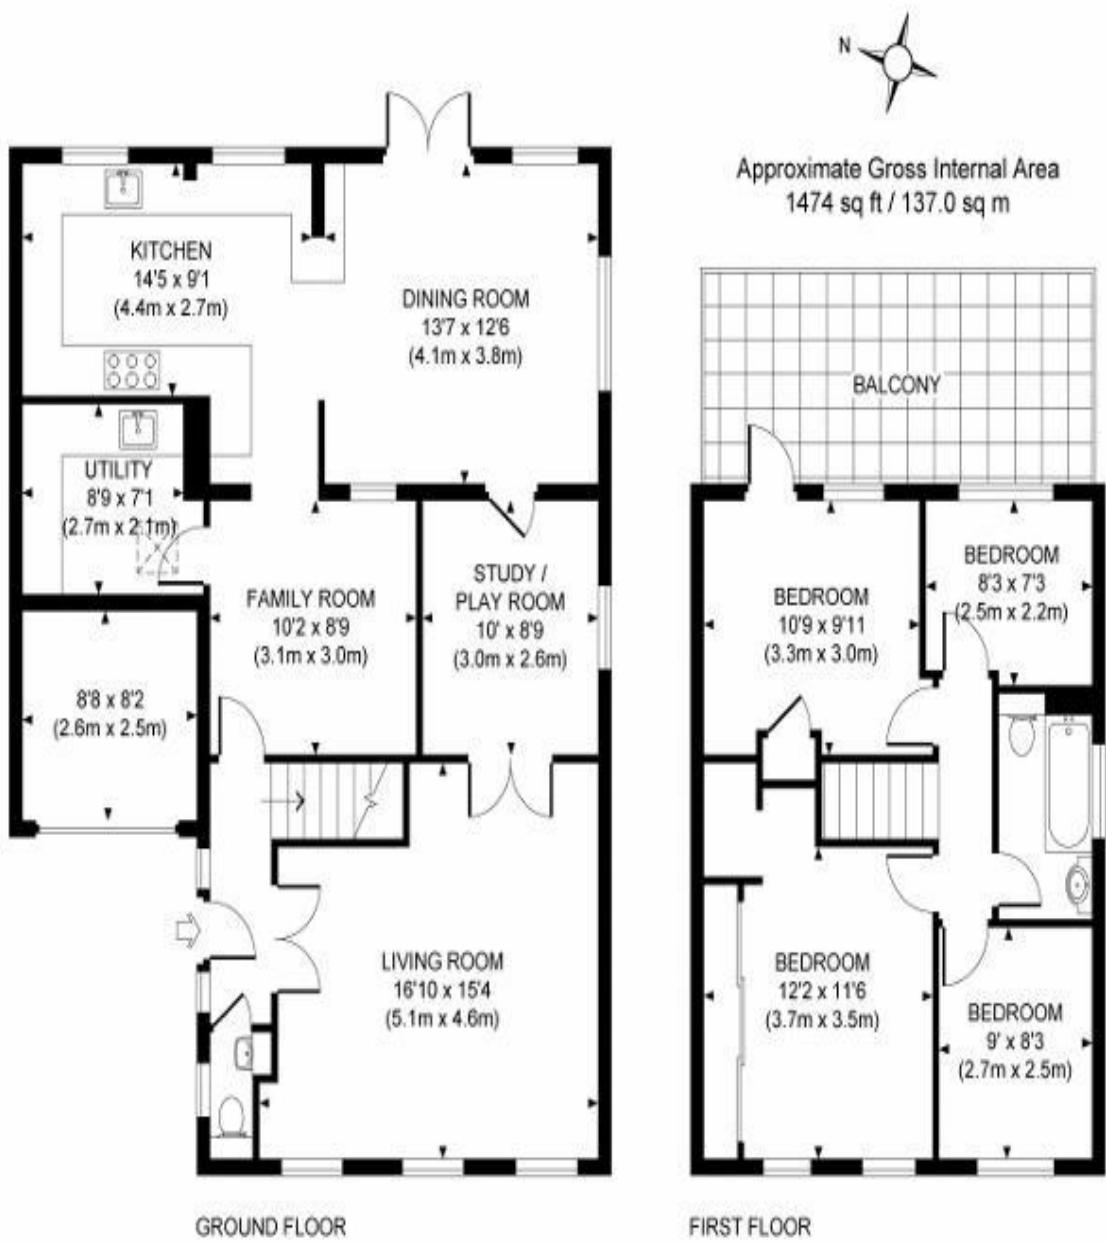 N
Approximate Gross Internal Area
1474 sq ft / 137.0 sq m
KITCHEN
14'5 x 9'1
(4.4m x 2.7m)
DINING ROOM
13'7 x 12'6
(4.1m x 3.8m)
UTILITY
8'9 x 7'1
(2.7m x 2.1m)
FAMILY ROOM
10'2 x 8'9
(3.1m x 3.0m)
STUDY /
PLAY ROOM
10' x 8'9
(3.0m x 2.6m)
8'8 x 8'2
(2.6m x 2.5m)
LIVING ROOM
16'10 x 15'4
(5.1m x 4.6m)
GROUND FLOOR
BALCONY
BEDROOM
10'9 x 9'11
(3.3m x 3.0m)
BEDROOM
8'3 x 7'3
(2.5m x 2.2m)
BEDROOM
12'2 x 11'6
(3.7m x 3.5m)
BEDROOM
9' x 8'3
(2.7m x 2.5m)
FIRST FLOOR